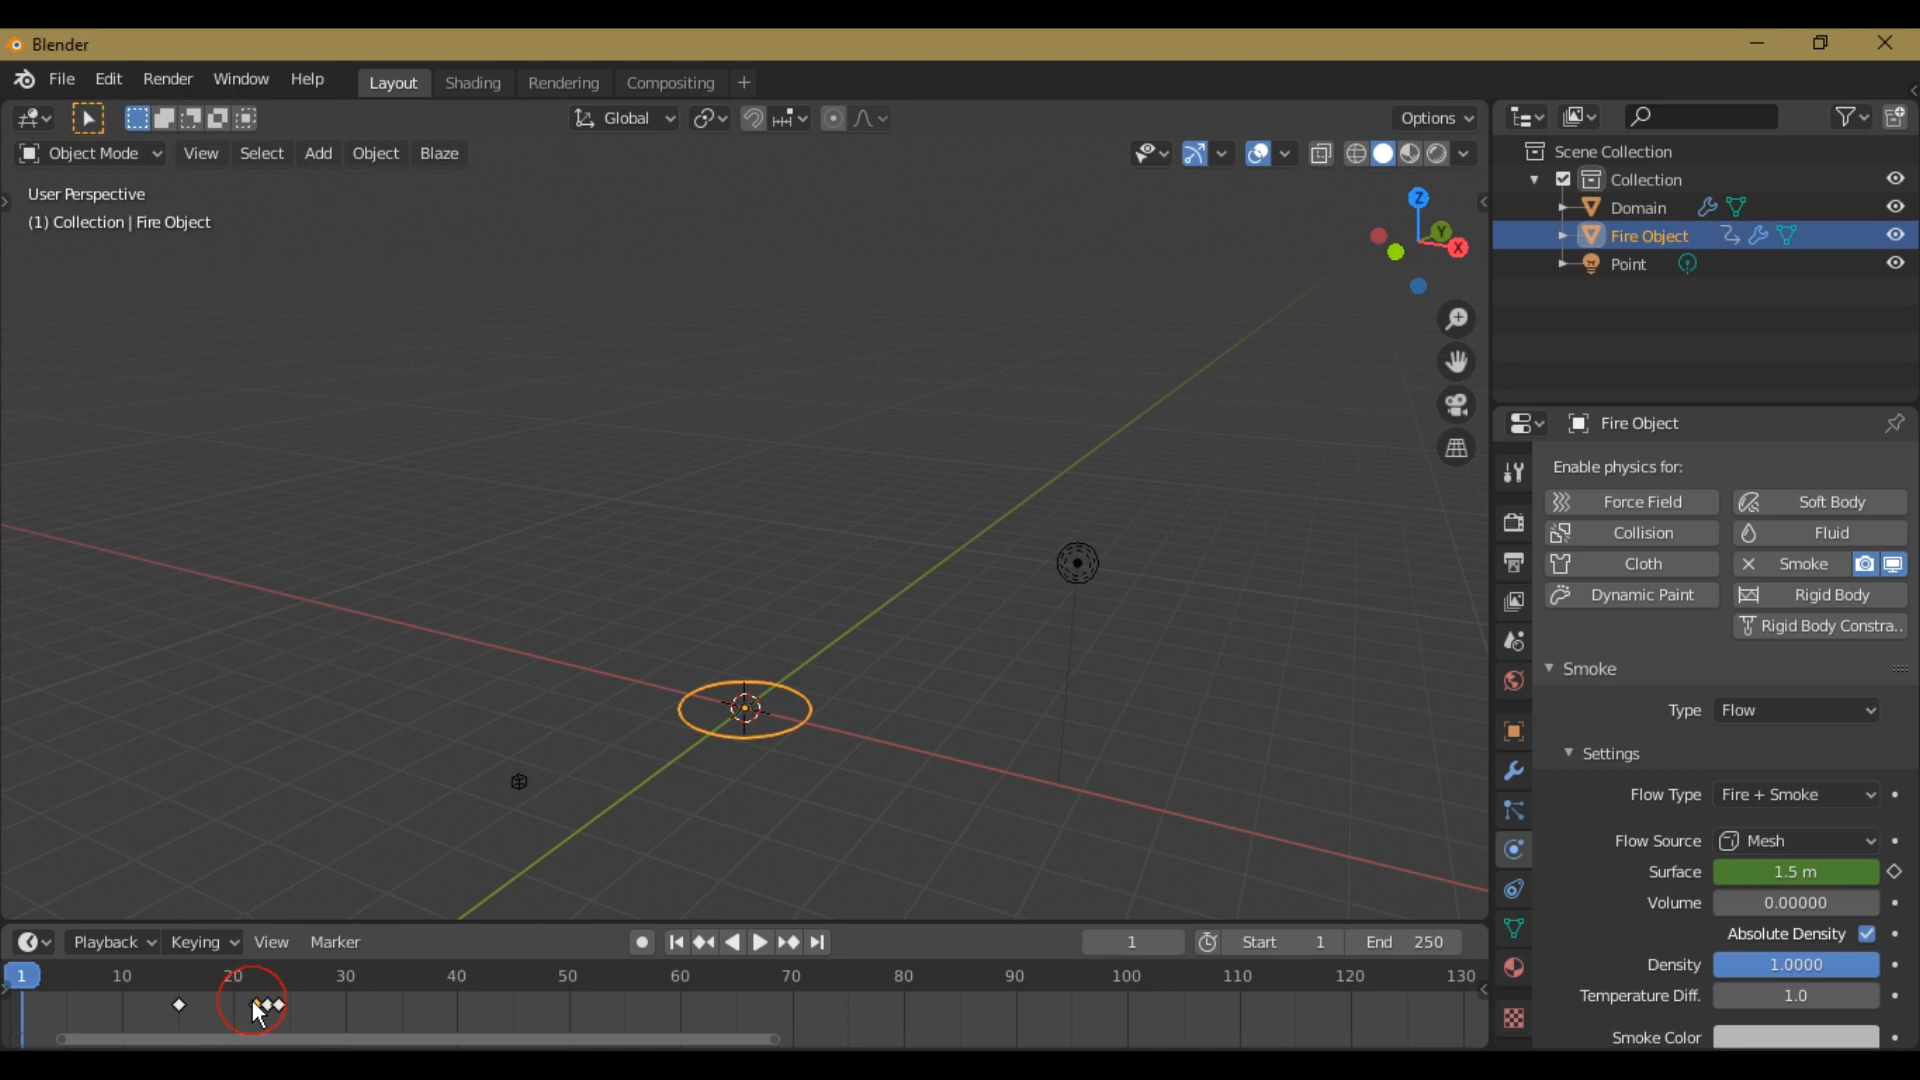 Blender
File Edit Render Window Help Layout Shading Rendering Compositing +
Global Options
Object Mode View Select Add Object Blaze
User Perspective
(1) Collection | Fire Object
Z
Y
X
Scene Collection
Collection
Domain
Fire Object
Point
Fire Object
Enable physics for:
Force Field Soft Body
Collision Fluid
Cloth Smoke
Dynamic Paint Rigid Body
Rigid Body Constra..
Smoke
Type Flow
Settings
Flow Type Fire + Smoke
Flow Source Mesh
Surface 1.5 m
Volume 0.00000
Absolute Density
Density 1.0000
Temperature Diff. 1.0
Smoke Color
Playback Keying View Marker 1 Start 1 End 250
1 10 20 30 40 50 60 70 80 90 100 110 120 130